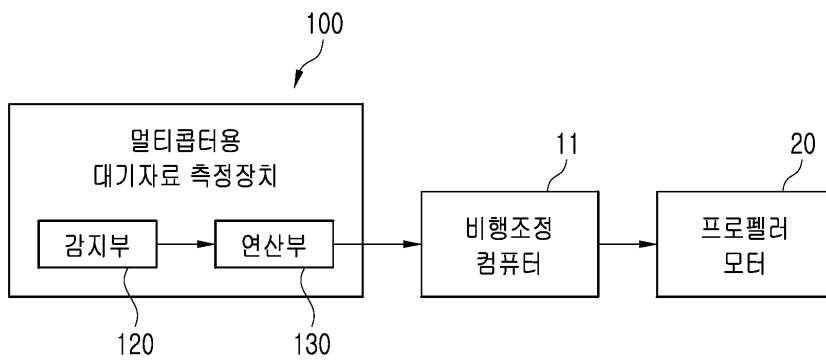 100
멀티콥터용
대기자료 측정장치
감지부
연산부
120
130
11
비행조정
컴퓨터
20
프로펠러
모터